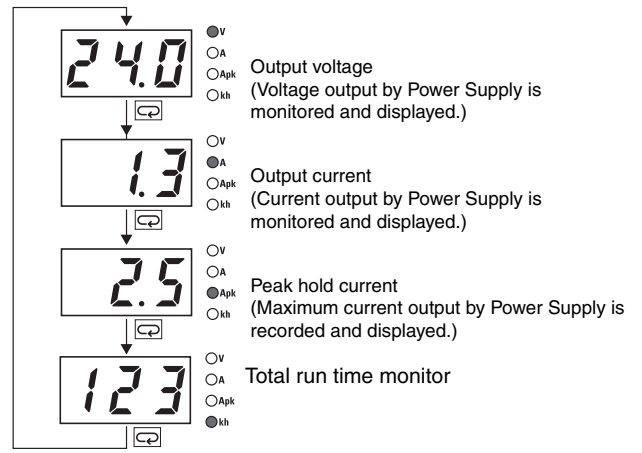 24.0
V
A
Apk
kh
Output voltage
(Voltage output by Power Supply is
monitored and displayed.)
1.3
V
A
Apk
kh
Output current
(Current output by Power Supply is
monitored and displayed.)
2.5
V
A
Apk
kh
Peak hold current
(Maximum current output by Power Supply is
recorded and displayed.)
123
V
A
Apk
kh
Total run time monitor